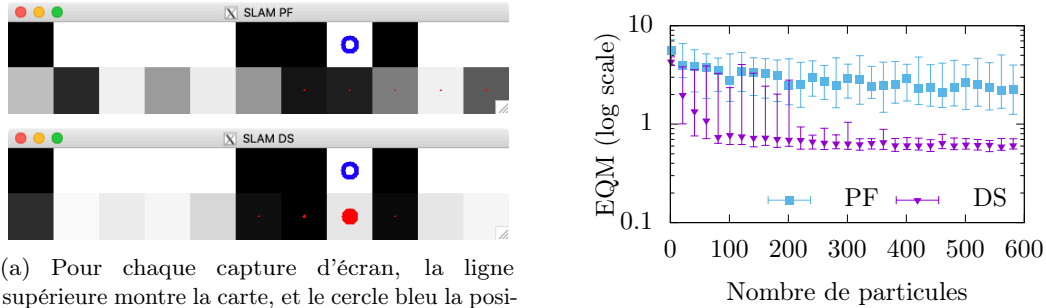 SLAM PF
SLAM DS
(a) Pour chaque capture d'écran, la ligne
supérieure montre la carte, et le cercle bleu la posi-
EQM (log scale)
10
1
0.1
PF
DS
0 100 200 300 400 500 600
Nombre de particules